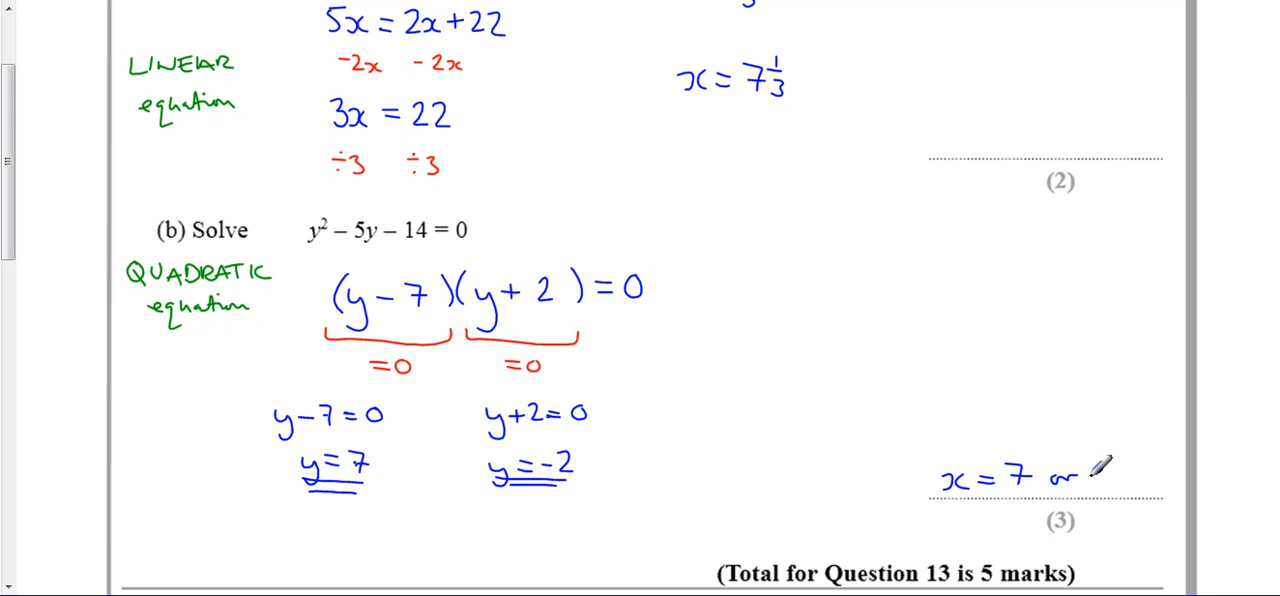 5x = 2x + 22
LINEAR equation
-2x -2x
x = 7 1/3
3x = 22
÷3 ÷3
(2)
(b) Solve y² – 5y – 14 = 0
QUADRATIC equation
(y - 7)(y + 2) = 0
=0 =0
y - 7 = 0 y + 2 = 0
y = 7 y = -2
x = 7 or
(3)
(Total for Question 13 is 5 marks)